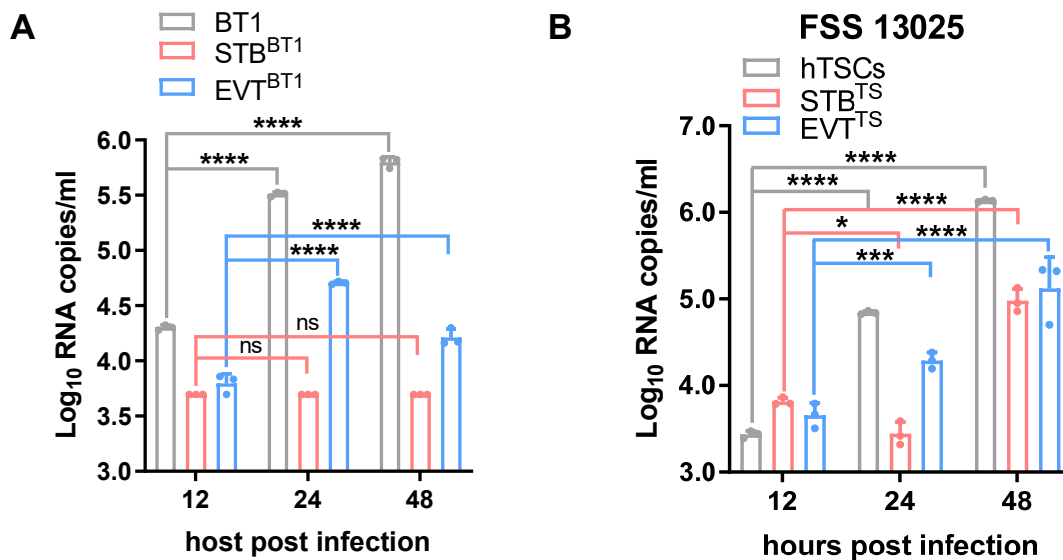 A
BT1
STB^BT1
EVT^BT1
Log10 RNA copies/ml
6.0
5.5
5.0
4.5
4.0
3.5
3.0
****
****
****
****
ns
ns
12 24 48
host post infection
B
FSS 13025
hTSCs
STB^TS
EVT^TS
Log10 RNA copies/ml
7.0
6.0
5.0
4.0
3.0
****
****
****
*
****
***
12 24 48
hours post infection